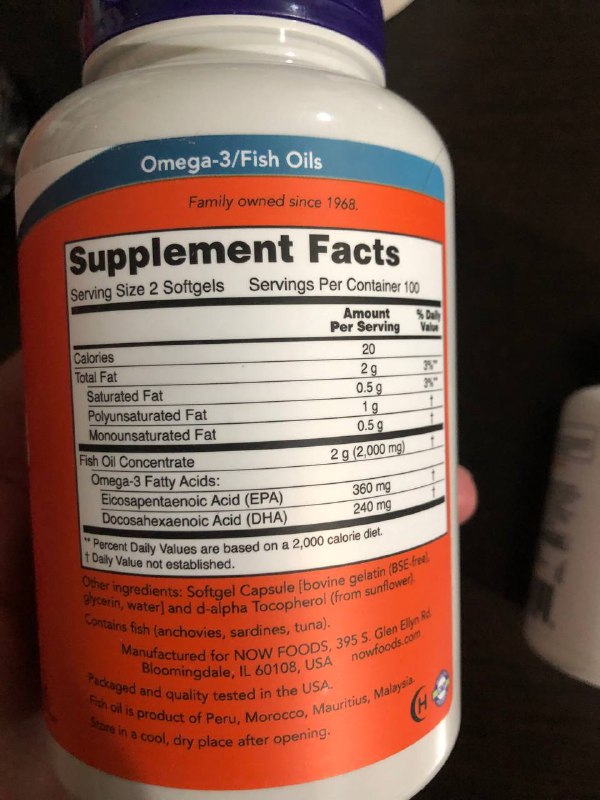 Omega-3/Fish Oils
Family owned since 1968.
Supplement Facts
Serving Size 2 Softgels Servings Per Container 100
Amount Per Serving % Daily Value
Calories 20
Total Fat 2 g 3%**
Saturated Fat 0.5 g 3%**
Polyunsaturated Fat 1 g †
Monounsaturated Fat 0.5 g †
Fish Oil Concentrate 2 g (2,000 mg) †
Omega-3 Fatty Acids:
Eicosapentaenoic Acid (EPA) 360 mg †
Docosahexaenoic Acid (DHA) 240 mg †
** Percent Daily Values are based on a 2,000 calorie diet.
† Daily Value not established.
Other ingredients: Softgel Capsule [bovine gelatin (BSE-free),
glycerin, water] and d-alpha Tocopherol (from sunflower).
Contains fish (anchovies, sardines, tuna).
Manufactured for NOW FOODS, 395 S. Glen Ellyn Rd.
Bloomingdale, IL 60108, USA nowfoods.com
Packaged and quality tested in the USA.
Fish oil is product of Peru, Morocco, Mauritius, Malaysia.
Store in a cool, dry place after opening.